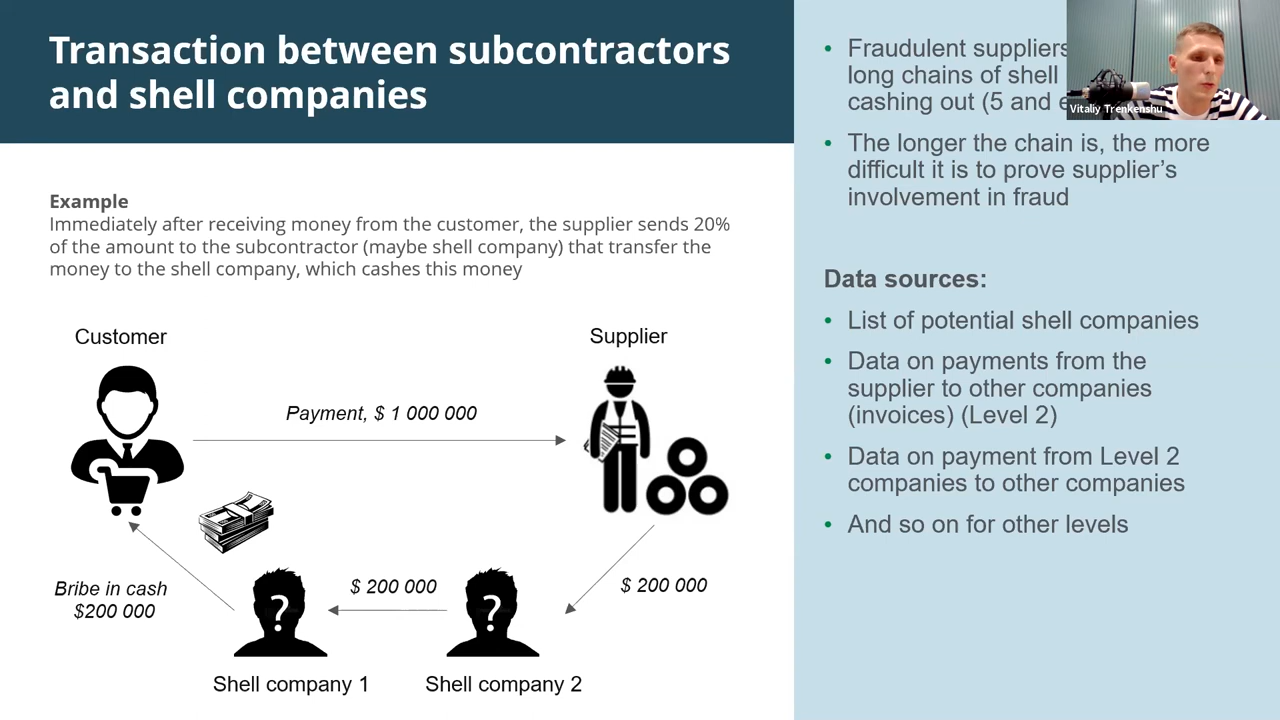 Transaction between subcontractors
and shell companies
Example
Immediately after receiving money from the customer, the supplier sends 20%
of the amount to the subcontractor (maybe shell company) that transfer the
money to the shell company, which cashes this money
Customer
Supplier
Payment, $ 1 000 000
Bribe in cash
$200 000
$ 200 000
$ 200 000
?
?
Shell company 1
Shell company 2
• Fraudulent suppliers
long chains of shell
cashing out (5 and
• The longer the chain is, the more
difficult it is to prove supplier’s
involvement in fraud
Data sources:
• List of potential shell companies
• Data on payments from the
supplier to other companies
(invoices) (Level 2)
• Data on payment from Level 2
companies to other companies
• And so on for other levels
Vitaliy Trenkenshu